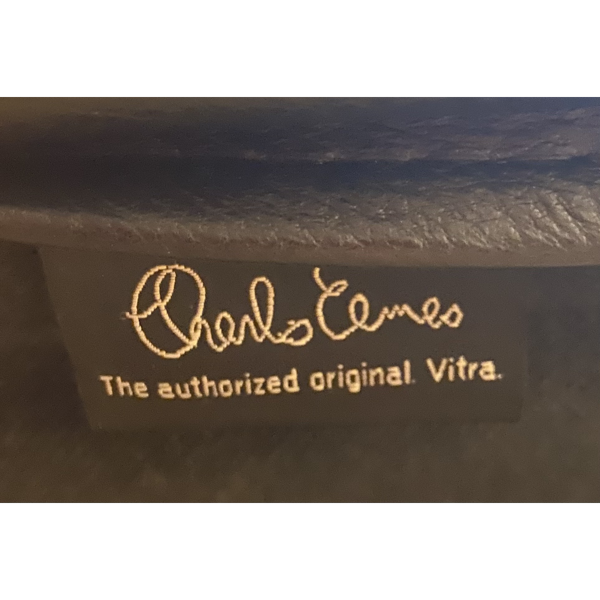 Charles Eames
The authorized original. Vitra.